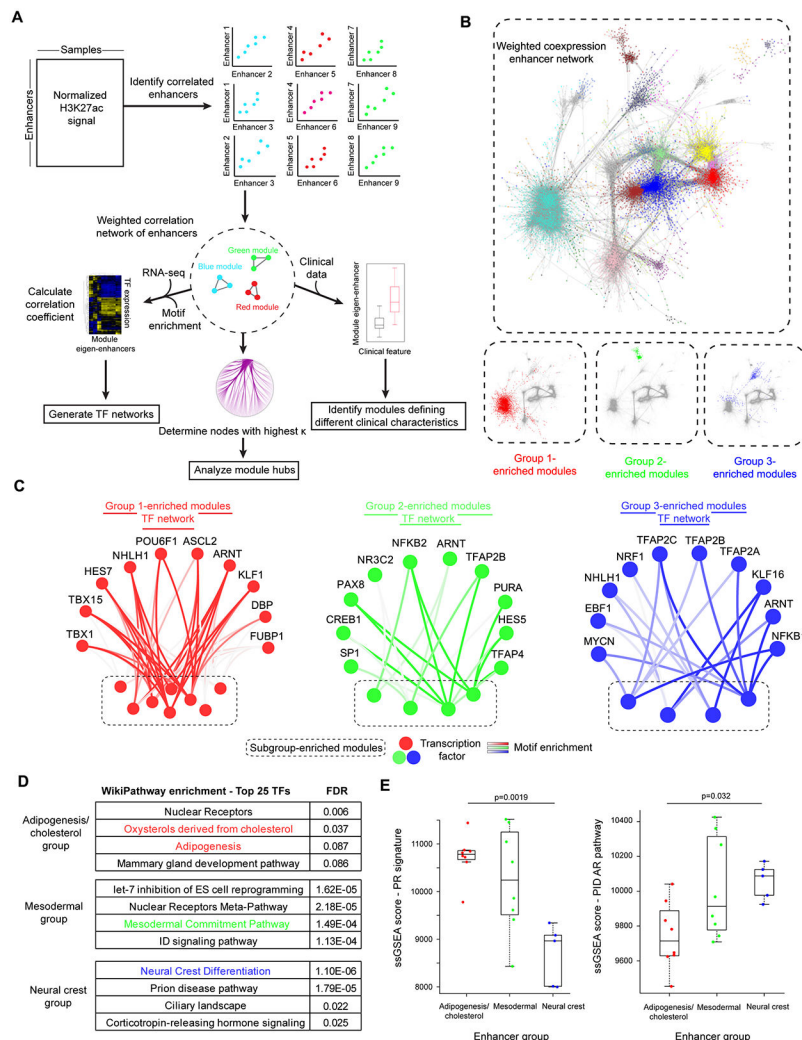 A
Samples
Enhancers
Normalized
H3K27ac
signal
Identify correlated
enhancers
Enhancer 1
Enhancer 2
Enhancer 4
Enhancer 5
Enhancer 7
Enhancer 8
Enhancer 1
Enhancer 3
Enhancer 4
Enhancer 6
Enhancer 7
Enhancer 9
Enhancer 2
Enhancer 3
Enhancer 5
Enhancer 6
Enhancer 8
Enhancer 9
Weighted correlation
network of enhancers
Green module
Blue module
Red module
RNA-seq
Motif
enrichment
Calculate
correlation
coefficient
TF expression
Module
eigen-enhancers
Generate TF networks
Clinical
data
Module eigen-enhancer
Clinical feature
Identify modules defining
different clinical characteristics
Determine nodes with highest κ
Analyze module hubs
B
Weighted coexpression
enhancer network
Group 1-
enriched modules
Group 2-
enriched modules
Group 3-
enriched modules
C
Group 1-enriched modules
TF network
POU6F1
ASCL2
NHLH1
ARNT
HES7
KLF1
TBX15
DBP
TBX1
FUBP1
Group 2-enriched modules
TF network
NFKB2
ARNT
NR3C2
TFAP2B
PAX8
PURA
CREB1
HES5
SP1
TFAP4
Group 3-enriched modules
TF network
TFAP2C
TFAP2B
NRF1
TFAP2A
NHLH1
KLF16
EBF1
ARNT
MYCN
NFKB
Subgroup-enriched modules
Transcription
factor
Motif enrichment
D
WikiPathway enrichment - Top 25 TFs FDR
Adipogenesis/
cholesterol
group
Nuclear Receptors 0.006
Oxysterols derived from cholesterol 0.037
Adipogenesis 0.087
Mammary gland development pathway 0.086
Mesodermal
group
let-7 inhibition of ES cell reprogramming 1.62E-05
Nuclear Receptors Meta-Pathway 2.18E-05
Mesodermal Commitment Pathway 1.49E-04
ID signaling pathway 1.13E-04
Neural crest
group
Neural Crest Differentiation 1.10E-06
Prion disease pathway 1.79E-05
Ciliary landscape 0.022
Corticotropin-releasing hormone signaling 0.025
E
p=0.0019
ssGSEA score - PR signature
11000
10000
9000
8000
Adipogenesis/
cholesterol
Mesodermal
Neural crest
Enhancer group
p=0.032
ssGSEA score - PID AR pathway
10400
10200
10000
9800
9600
Adipogenesis/
cholesterol
Mesodermal
Neural crest
Enhancer group